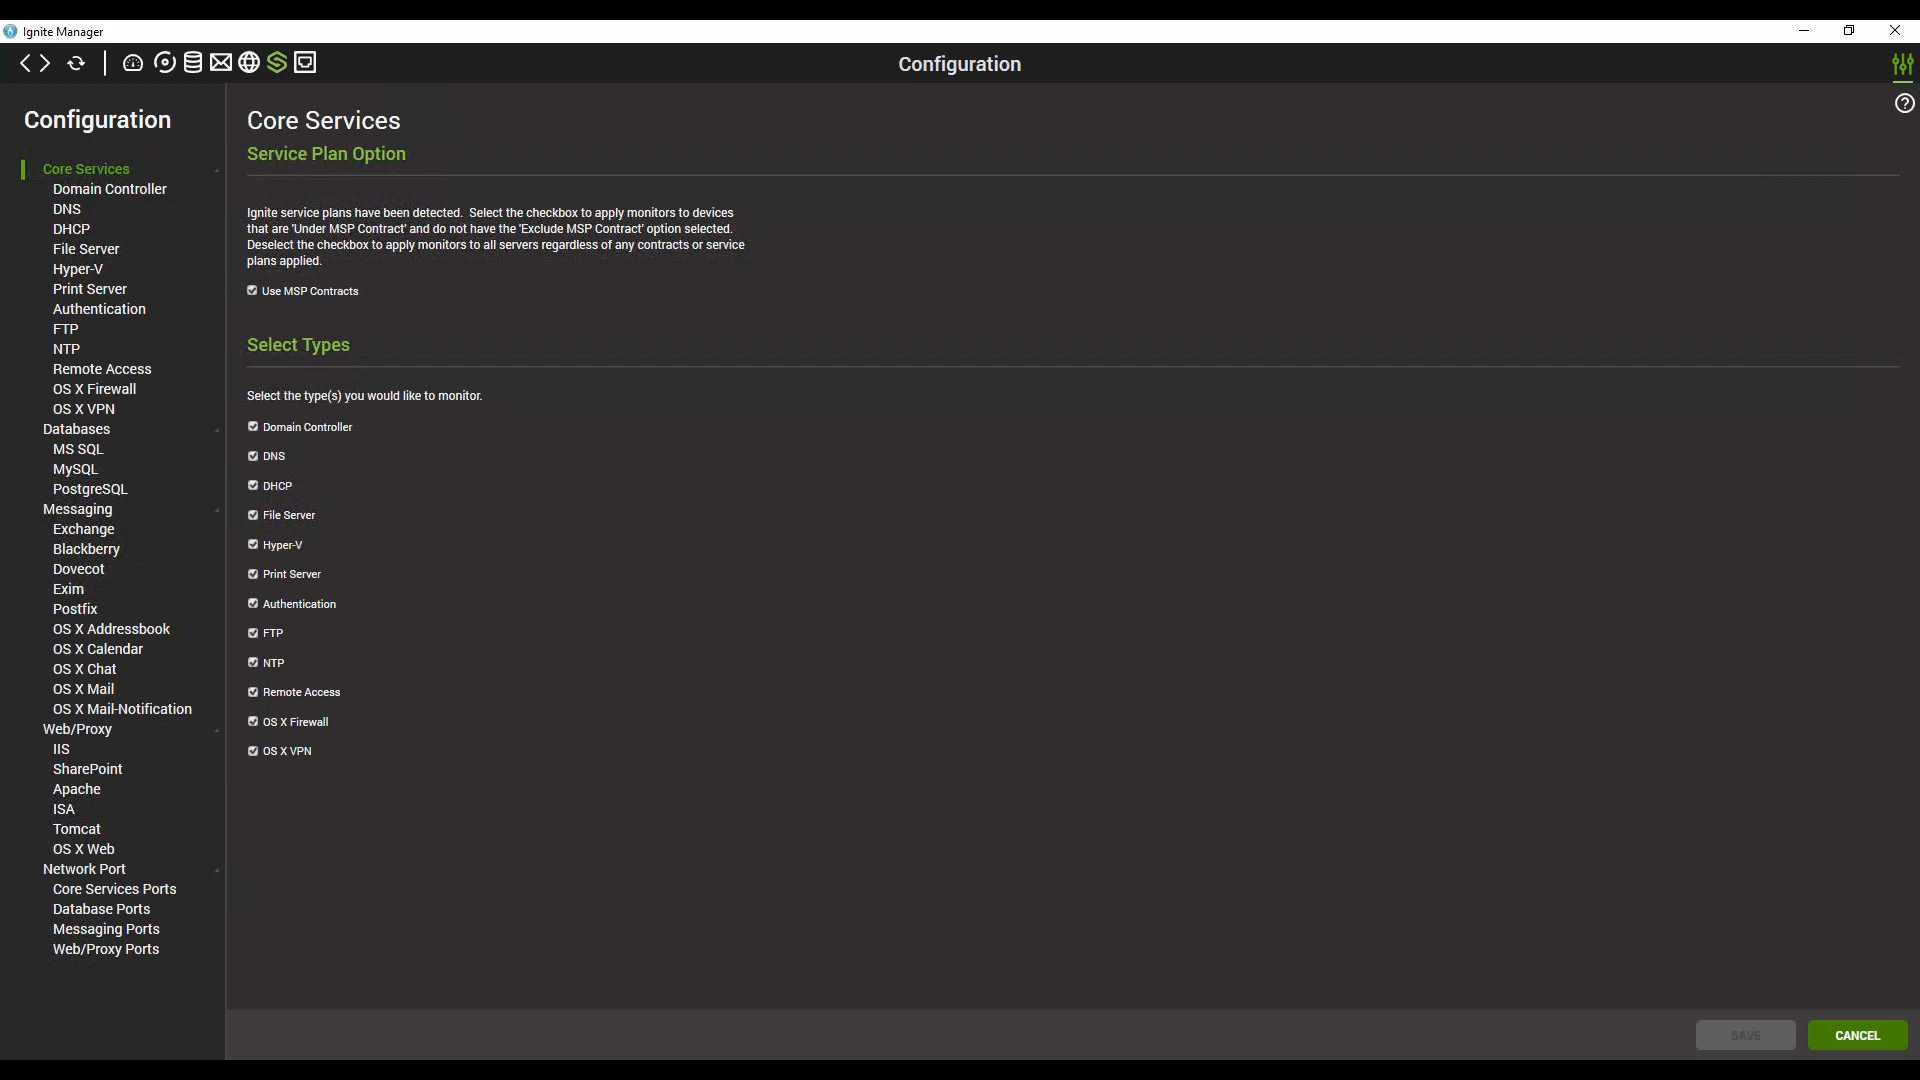 Ignite Manager
Configuration
Configuration
Core Services
Domain Controller
DNS
DHCP
File Server
Hyper-V
Print Server
Authentication
FTP
NTP
Remote Access
OS X Firewall
OS X VPN
Databases
MS SQL
MySQL
PostgreSQL
Messaging
Exchange
Blackberry
Dovecot
Exim
Postfix
OS X Addressbook
OS X Calendar
OS X Chat
OS X Mail
OS X Mail-Notification
Web/Proxy
IIS
SharePoint
Apache
ISA
Tomcat
OS X Web
Network Port
Core Services Ports
Database Ports
Messaging Ports
Web/Proxy Ports
Core Services
Service Plan Option
Ignite service plans have been detected. Select the checkbox to apply monitors to devices
that are 'Under MSP Contract' and do not have the 'Exclude MSP Contract' option selected.
Deselect the checkbox to apply monitors to all servers regardless of any contracts or service
plans applied.
Use MSP Contracts
Select Types
Select the type(s) you would like to monitor.
Domain Controller
DNS
DHCP
File Server
Hyper-V
Print Server
Authentication
FTP
NTP
Remote Access
OS X Firewall
OS X VPN
SAVE
CANCEL